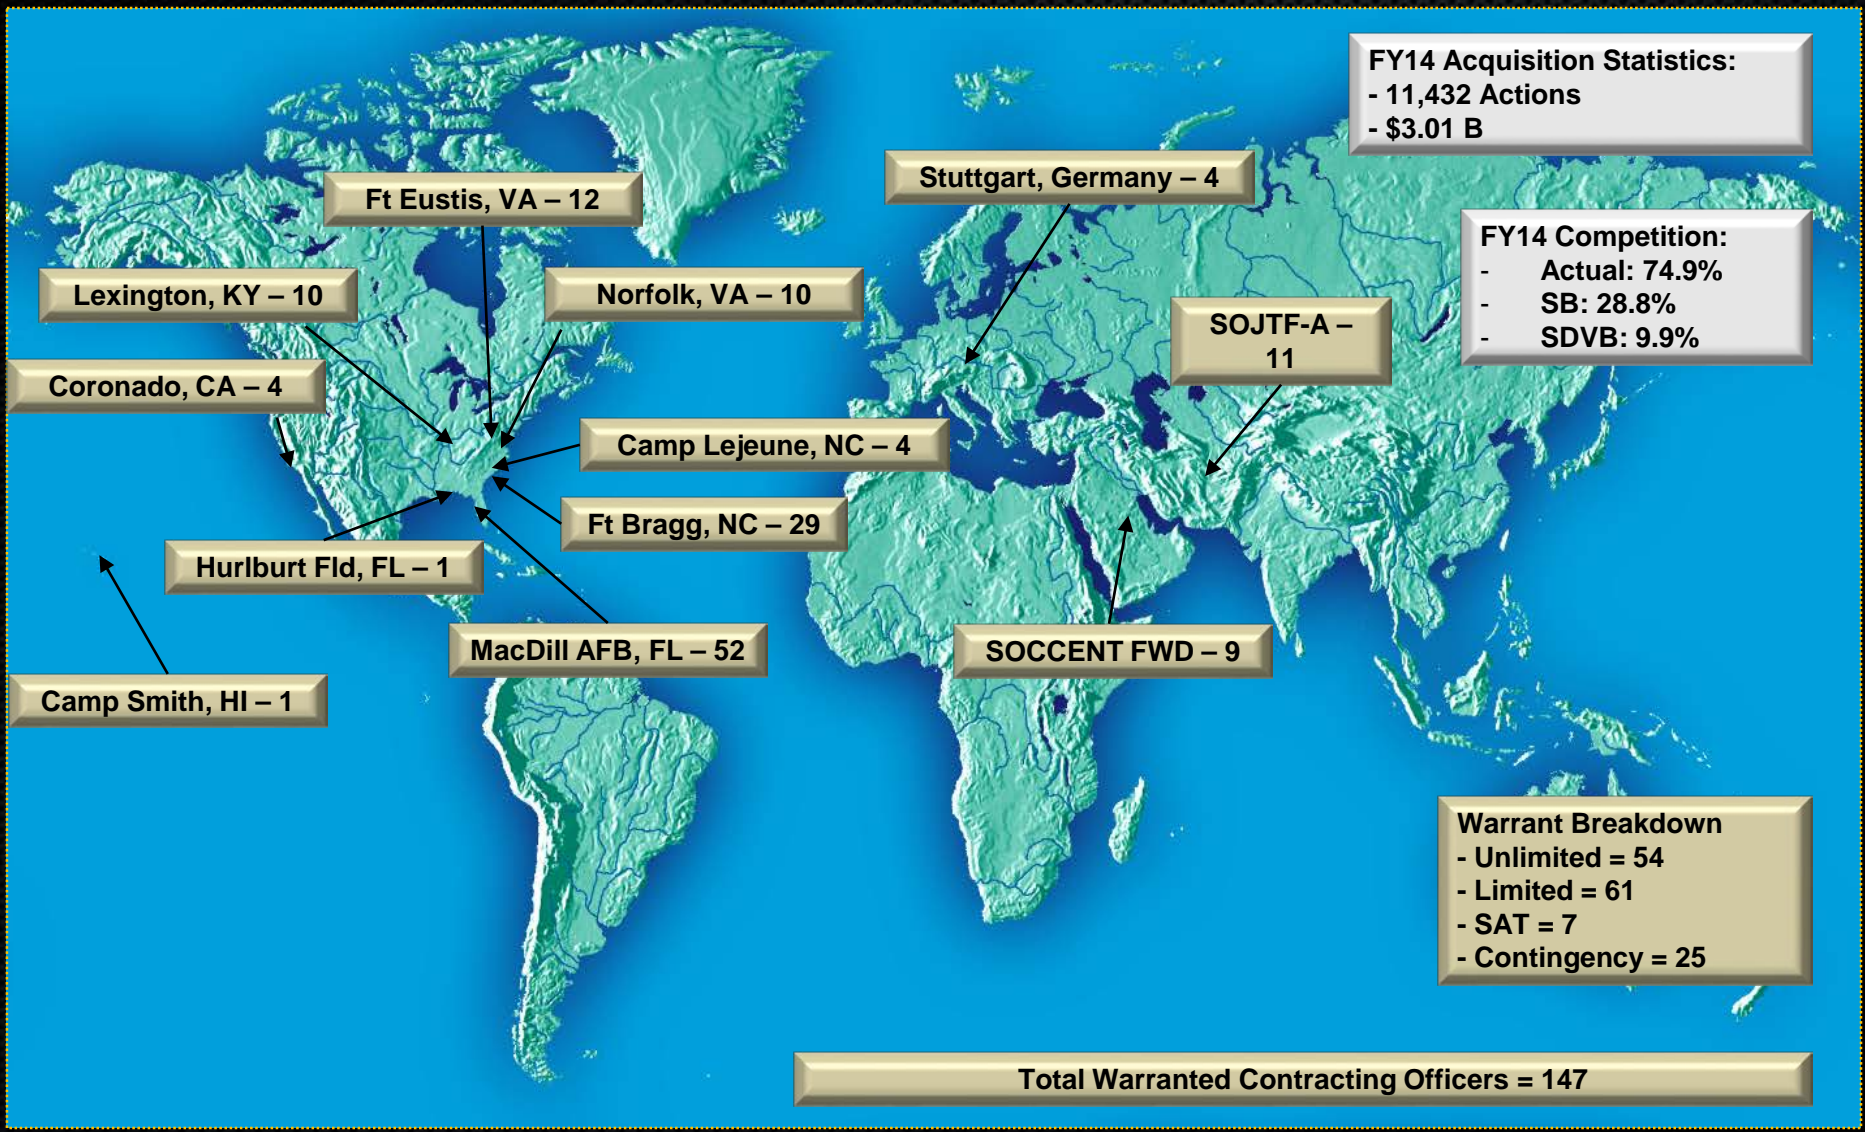 FY14 Acquisition Statistics:
- 11,432 Actions
- $3.01 B
Stuttgart, Germany – 4
Ft Eustis, VA – 12
FY14 Competition:
- Actual: 74.9%
- SB: 28.8%
- SDVB: 9.9%
Lexington, KY – 10
Norfolk, VA – 10
SOJTF-A –
11
Coronado, CA – 4
Camp Lejeune, NC – 4
Ft Bragg, NC – 29
Hurlburt Fld, FL – 1
MacDill AFB, FL – 52
SOCCENT FWD – 9
Camp Smith, HI – 1
Warrant Breakdown
- Unlimited = 54
- Limited = 61
- SAT = 7
- Contingency = 25
Total Warranted Contracting Officers = 147